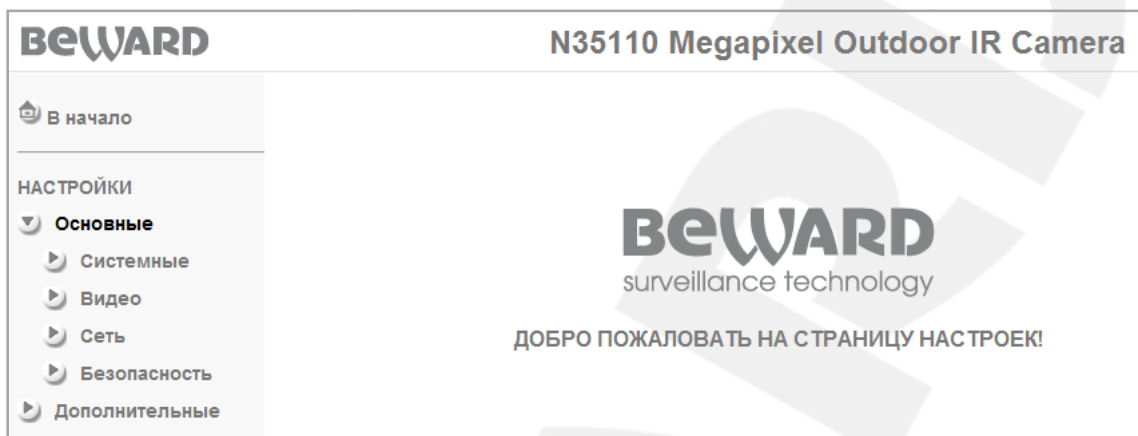 BEWARD
N35110 Megapixel Outdoor IR Camera
В начало
НАСТРОЙКИ
Основные
Системные
Видео
Сеть
Безопасность
Дополнительные
BEWARD
surveillance technology
ДОБРО ПОЖАЛОВАТЬ НА СТРАНИЦУ НАСТРОЕК!